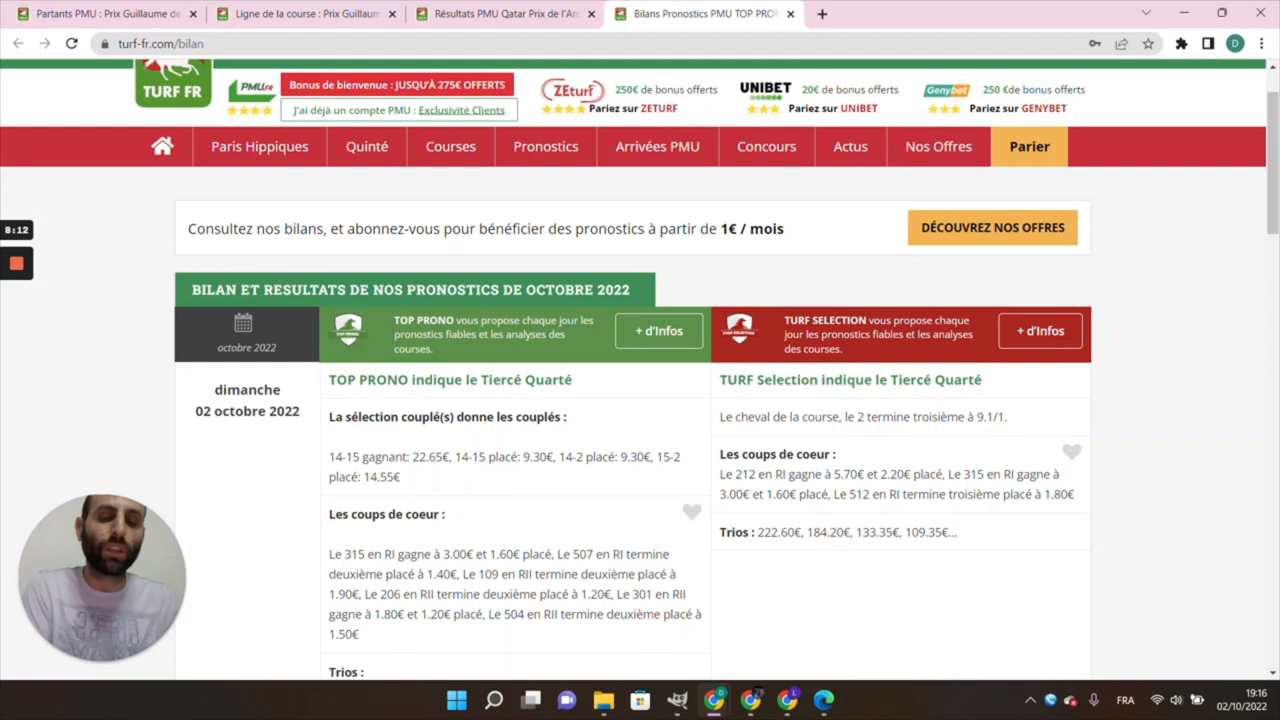 Partants PMU : Prix Guillaume de
Ligne de la course : Prix Guillaum
Résultats PMU Qatar Prix de l'Arc
Bilans Pronostics PMU TOP PRON
turf-fr.com/bilan
D
TURF FR
PMU.FR
Bonus de bienvenue : JUSQU'À 275€ OFFERTS
J'ai déjà un compte PMU : Exclusivité Clients
ZEturf
250€ de bonus offerts
Pariez sur ZETURF
UNIBET
20€ de bonus offerts
Pariez sur UNIBET
Genybet
250 €de bonus offerts
Pariez sur GENYBET
Paris Hippiques
Quinté
Courses
Pronostics
Arrivées PMU
Concours
Actus
Nos Offres
Parier
8:12
Consultez nos bilans, et abonnez-vous pour bénéficier des pronostics à partir de 1€ / mois
DÉCOUVREZ NOS OFFRES
BILAN ET RESULTATS DE NOS PRONOSTICS DE OCTOBRE 2022
octobre 2022
TOP PRONO
TOP PRONO vous propose chaque jour les
pronostics fiables et les analyses des
courses.
+ d'Infos
TURF SELECTION
TURF SELECTION vous propose chaque
jour les pronostics fiables et les analyses
des courses.
+ d'Infos
dimanche
02 octobre 2022
TOP PRONO indique le Tiercé Quarté
La sélection couplé(s) donne les couplés :
14-15 gagnant: 22.65€, 14-15 placé: 9.30€, 14-2 placé: 9.30€, 15-2
placé: 14.55€
Les coups de coeur :
Le 315 en RI gagne à 3.00€ et 1.60€ placé, Le 507 en RI termine
deuxième placé à 1.40€, Le 109 en RII termine deuxième placé à
1.90€, Le 206 en RII termine deuxième placé à 1.20€, Le 301 en RII
gagne à 1.80€ et 1.20€ placé, Le 504 en RII termine deuxième placé à
1.50€
Trios :
TURF Selection indique le Tiercé Quarté
Le cheval de la course, le 2 termine troisième à 9.1/1.
Les coups de coeur :
Le 212 en RI gagne à 5.70€ et 2.20€ placé, Le 315 en RI gagne à
3.00€ et 1.60€ placé, Le 512 en RI termine troisième placé à 1.80€
Trios : 222.60€, 184.20€, 133.35€, 109.35€...
FRA
19:16
02/10/2022